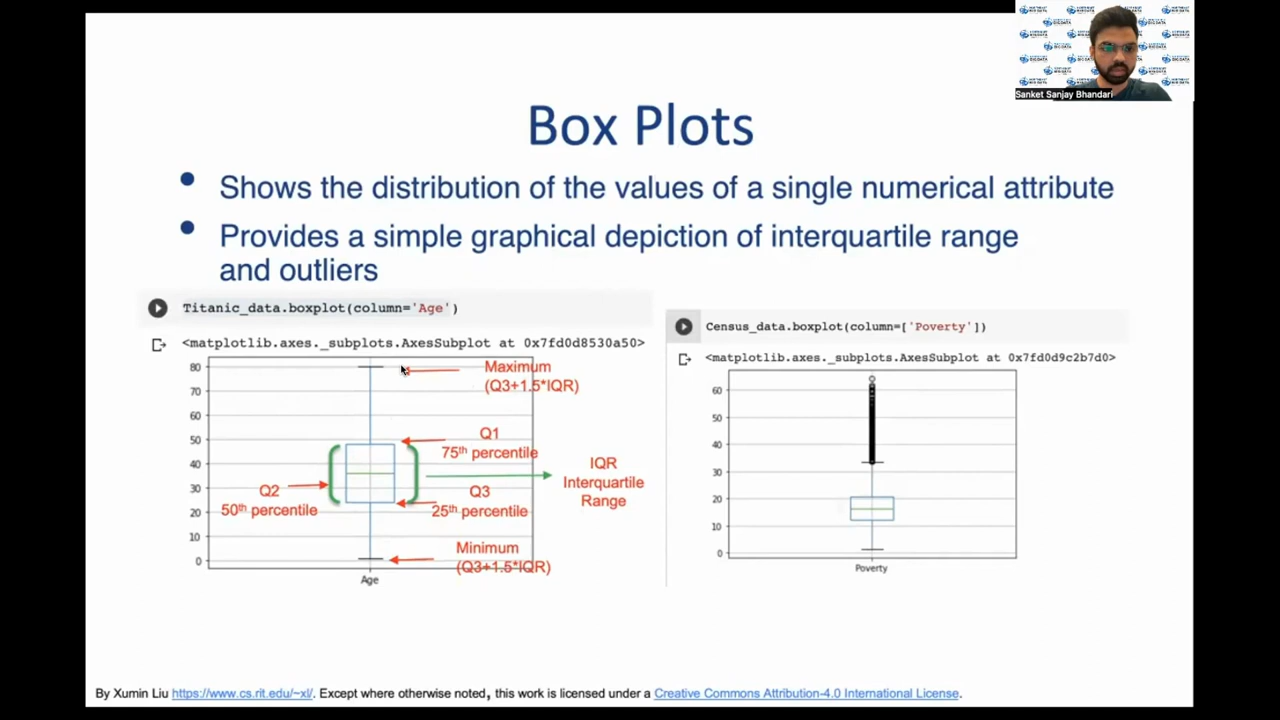 Sanket Sanjay Bhandari
Box Plots
Shows the distribution of the values of a single numerical attribute
Provides a simple graphical depiction of interquartile range
and outliers
Titanic_data.boxplot(column='Age')
<matplotlib.axes._subplots.AxesSubplot at 0x7fd0d8530a50>
80
70
60
50
40
30
20
10
0
Age
Maximum
(Q3+1.5*IQR)
Q1
75th percentile
Q2
50th percentile
Q3
25th percentile
Minimum
(Q3+1.5*IQR)
IQR
Interquartile
Range
Census_data.boxplot(column=['Poverty'])
<matplotlib.axes._subplots.AxesSubplot at 0x7fd0d9c2b7d0>
60
50
40
30
20
10
0
Poverty
By Xumin Liu https://www.cs.rit.edu/~xl/. Except where otherwise noted, this work is licensed under a Creative Commons Attribution-4.0 International License.